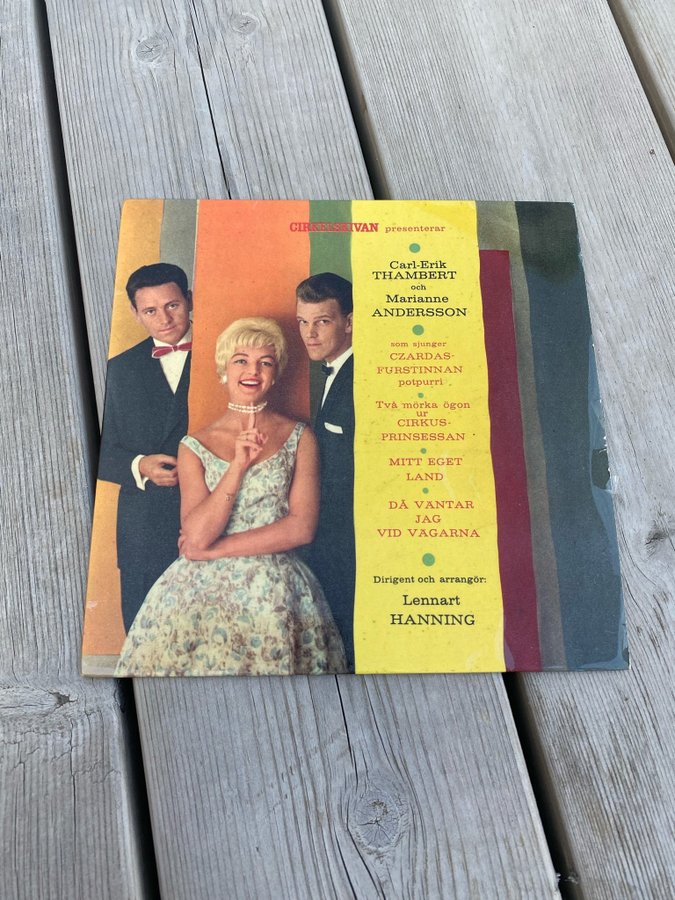 CIRKELSKIVAN presenterar
Carl-Erik
THAMBERT
och
Marianne
ANDERSSON
som sjunger
CZARDAS-
FURSTINNAN
potpurri
Två mörka ögon
ur
CIRKUS-
PRINSESSAN
MITT EGET
LAND
DÅ VÄNTAR
JAG
VID VÅGARNA
Dirigent och arrangör:
Lennart
HANNING